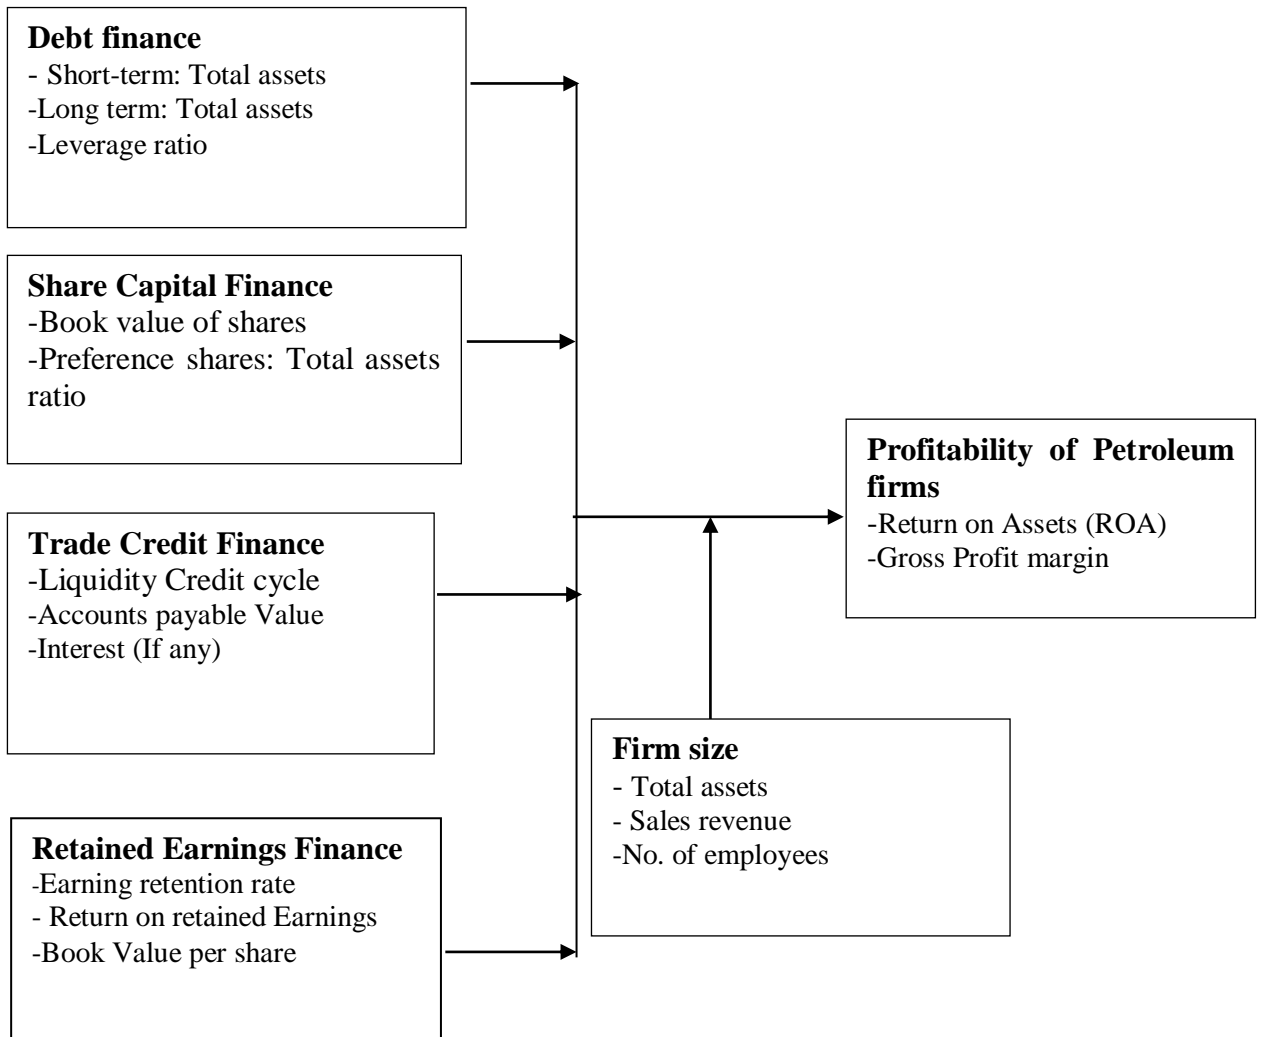 Debt finance
- Short-term: Total assets
-Long term: Total assets
-Leverage ratio
Share Capital Finance
-Book value of shares
-Preference shares: Total assets
ratio
Trade Credit Finance
-Liquidity Credit cycle
-Accounts payable Value
-Interest (If any)
Retained Earnings Finance
-Earning retention rate
- Return on retained Earnings
-Book Value per share
Profitability of Petroleum
firms
-Return on Assets (ROA)
-Gross Profit margin
Firm size
- Total assets
- Sales revenue
-No. of employees